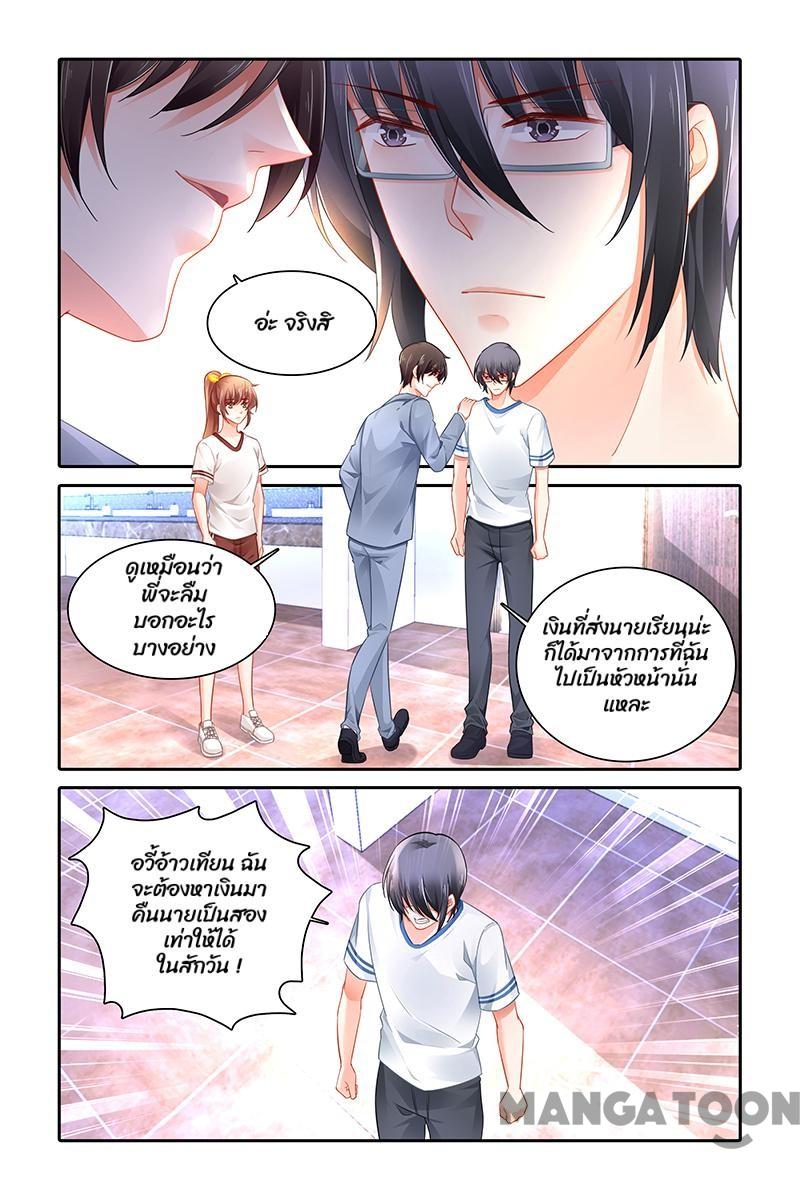 อ่ะ จริงสิ
ดูเหมือนว่า
พี่จะลืม
บอกอะไร
บางอย่าง
เงินที่ส่งนายเรียนน่ะ
ก็ได้มาจากการที่ฉัน
ไปเป็นหัวหน้านั่น
แหละ
อวี้อ้าวเทียน ฉัน
จะต้องหาเงินมา
คืนนายเป็นสอง
เท่าให้ได้
ในสักวัน !
MANGATOON